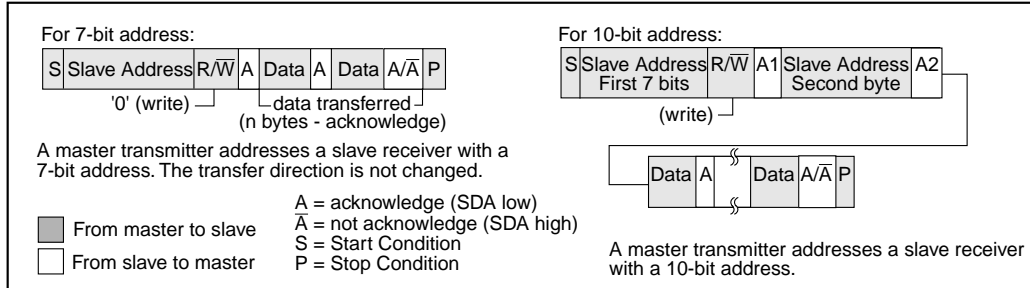 For 7-bit address:
S Slave Address R/W̅ A Data A Data A/A̅ P
'0' (write)
data transferred
(n bytes - acknowledge)
A master transmitter addresses a slave receiver with a
7-bit address. The transfer direction is not changed.
From master to slave
From slave to master
A = acknowledge (SDA low)
A̅ = not acknowledge (SDA high)
S = Start Condition
P = Stop Condition
For 10-bit address:
S Slave Address First 7 bits R/W̅ A1 Slave Address Second byte A2
(write)
Data A Data A/A̅ P
A master transmitter addresses a slave receiver
with a 10-bit address.